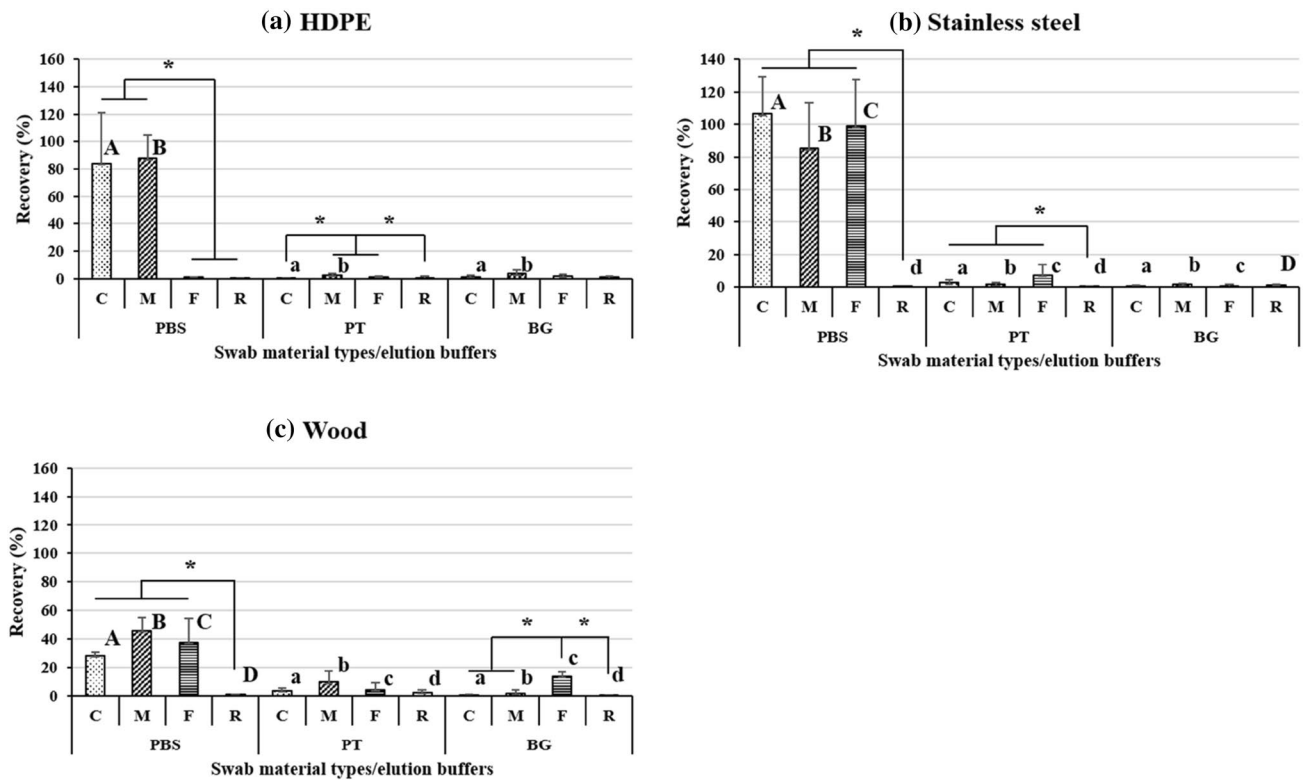 (a) HDPE
160
140
120
100
80
60
40
20
0
Recovery (%)
*
A
B
*
*
a
b
a
b
C M F R C M F R C M F R
PBS PT BG
Swab material types/elution buffers
(b) Stainless steel
140
120
100
80
60
40
20
0
Recovery (%)
*
A
B
C
d
*
a
b
c
d
a
b
c
D
C M F R C M F R C M F R
PBS PT BG
Swab material types/elution buffers
(c) Wood
160
140
120
100
80
60
40
20
0
Recovery (%)
*
A
B
C
D
a
b
c
d
*
*
a
b
c
d
C M F R C M F R C M F R
PBS PT BG
Swab material types/elution buffers